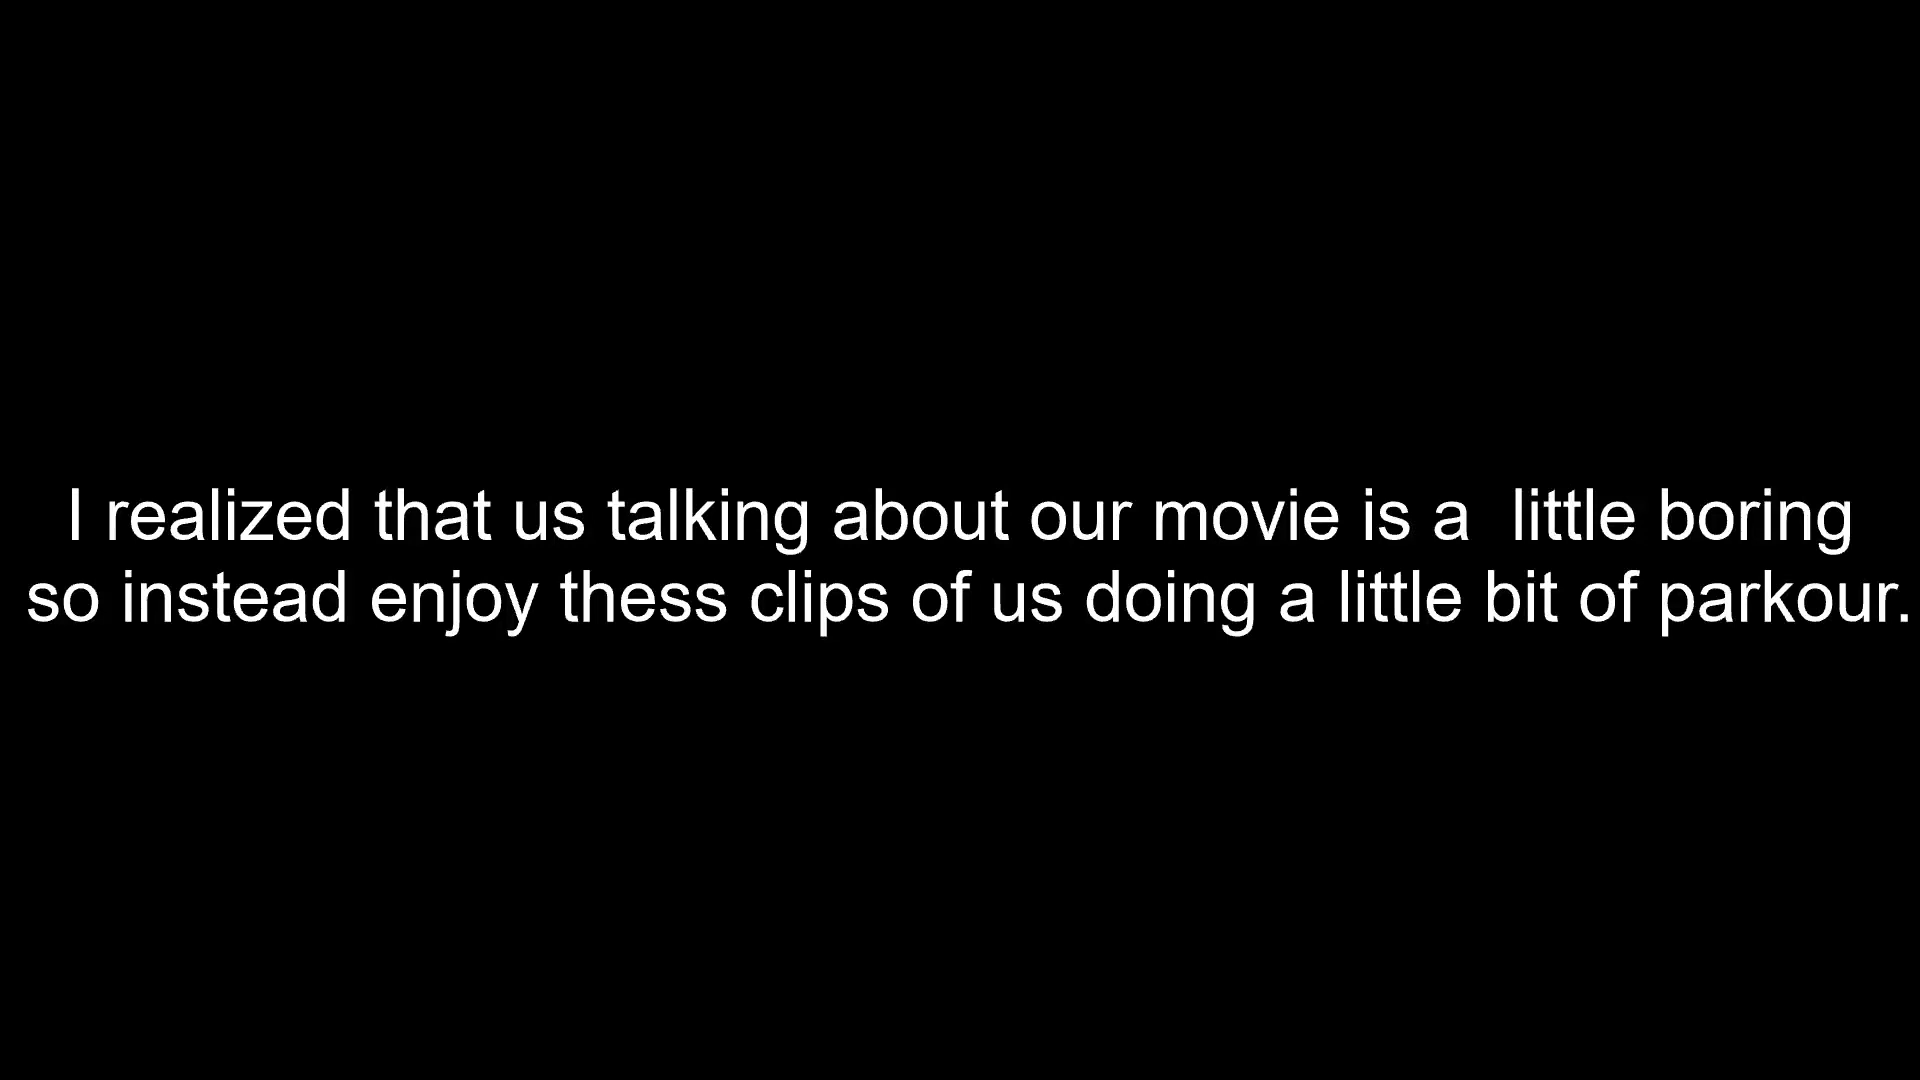 I realized that us talking about our movie is a  little boring
so instead enjoy thess clips of us doing a little bit of parkour.